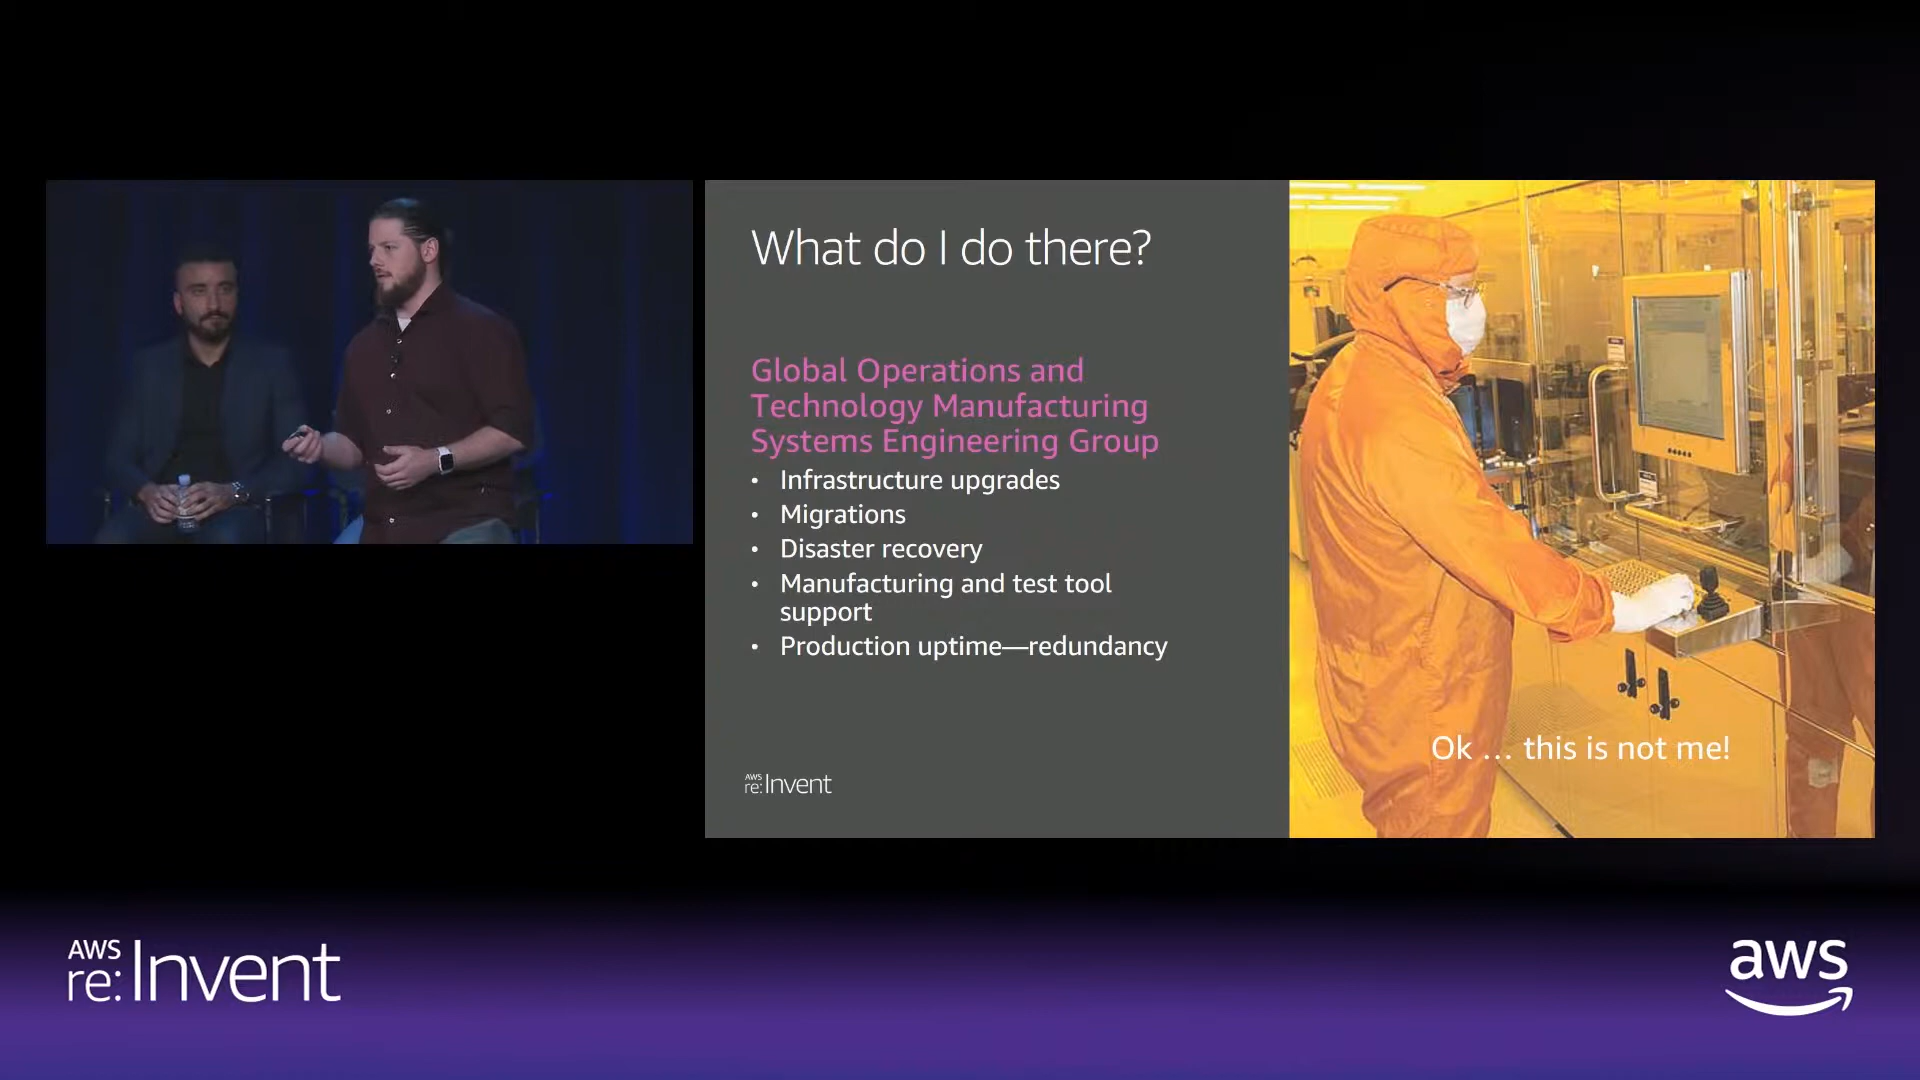 What do I do there?
Global Operations and
Technology Manufacturing
Systems Engineering Group
• Infrastructure upgrades
• Migrations
• Disaster recovery
• Manufacturing and test tool
support
• Production uptime—redundancy
Ok … this is not me!
AWS
re:Invent
AWS
re:Invent
aws